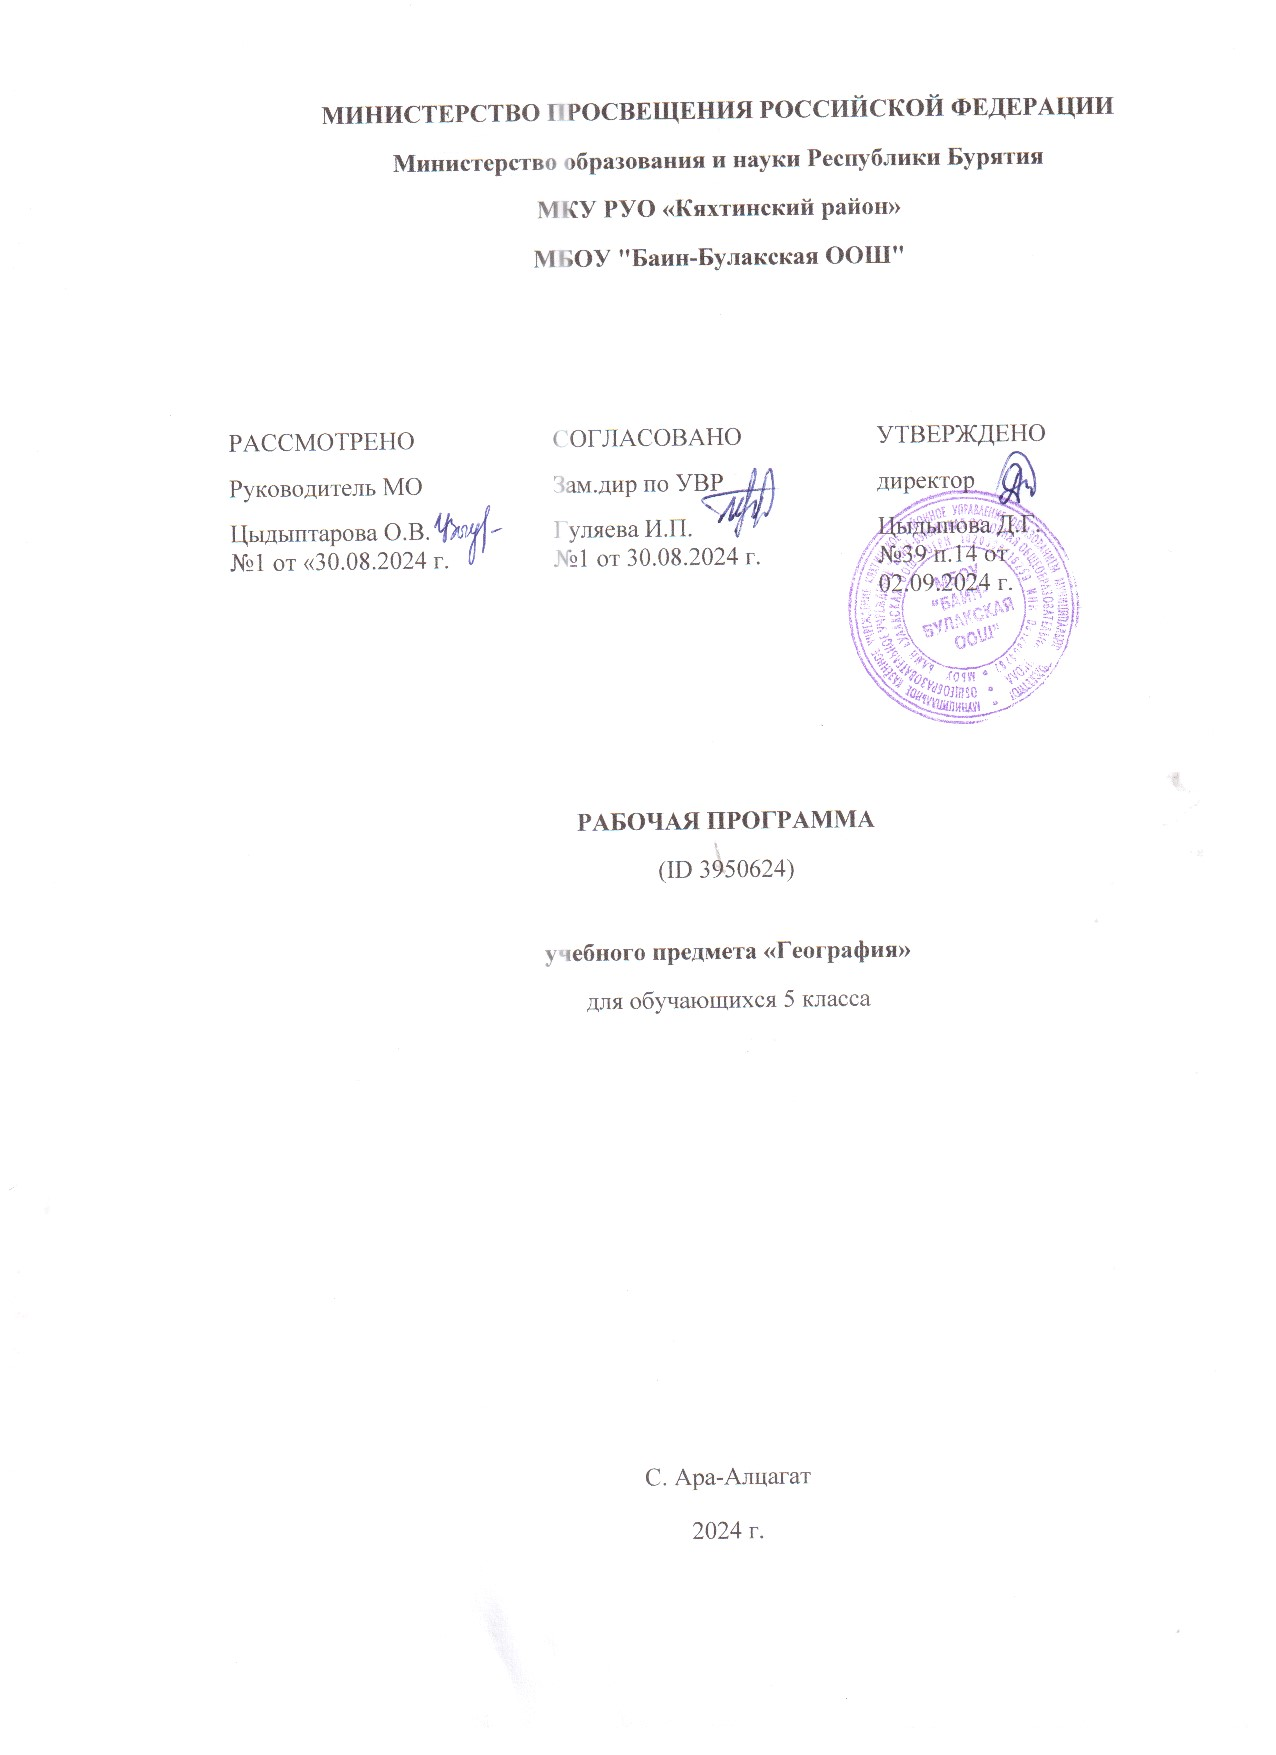 МИНИСТЕРСТВО ПРОСВЕЩЕНИЯ РОССИЙСКОЙ ФЕДЕРАЦИИ
Министерство образования и науки Республики Бурятия
МКУ РУО «Кяхтинский район»
МБОУ "Баин-Булакская ООШ"
РАССМОТРЕНО
Руководитель МО
Цыдыптарова О.В.
№1 от «30.08.2024 г.
СОГЛАСОВАНО
Зам.дир по УВР
Гуляева И.П.
№1 от 30.08.2024 г.
УТВЕРЖДЕНО
директор
Цыдыпова Д.Г.
№39 п.14 от
02.09.2024 г.
МБОУ
"БАИН-
БУЛАКСКАЯ
ООШ"
РАБОЧАЯ ПРОГРАММА
(ID 3950624)
учебного предмета «География»
для обучающихся 5 класса
С. Ара-Алцагат
2024 г.